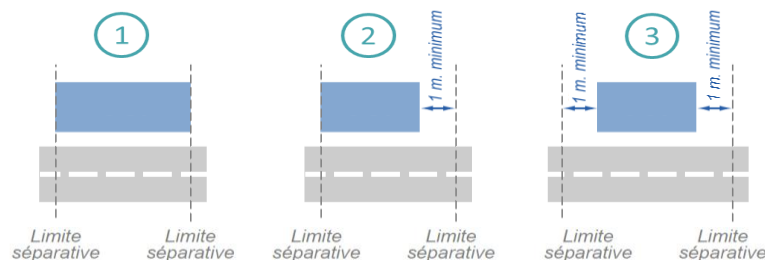 1
2
3
1 m. minimum
1 m. minimum
1 m. minimum
Limite
séparative
Limite
séparative
Limite
séparative
Limite
séparative
Limite
séparative
Limite
séparative